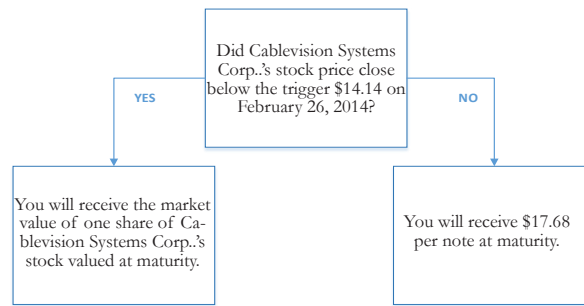 Did Cablevision Systems
Corp..’s stock price close
below the trigger $14.14 on
February 26, 2014?
YES
NO
You will receive the market
value of one share of Ca-
blevision Systems Corp..’s
stock valued at maturity.
You will receive $17.68
per note at maturity.